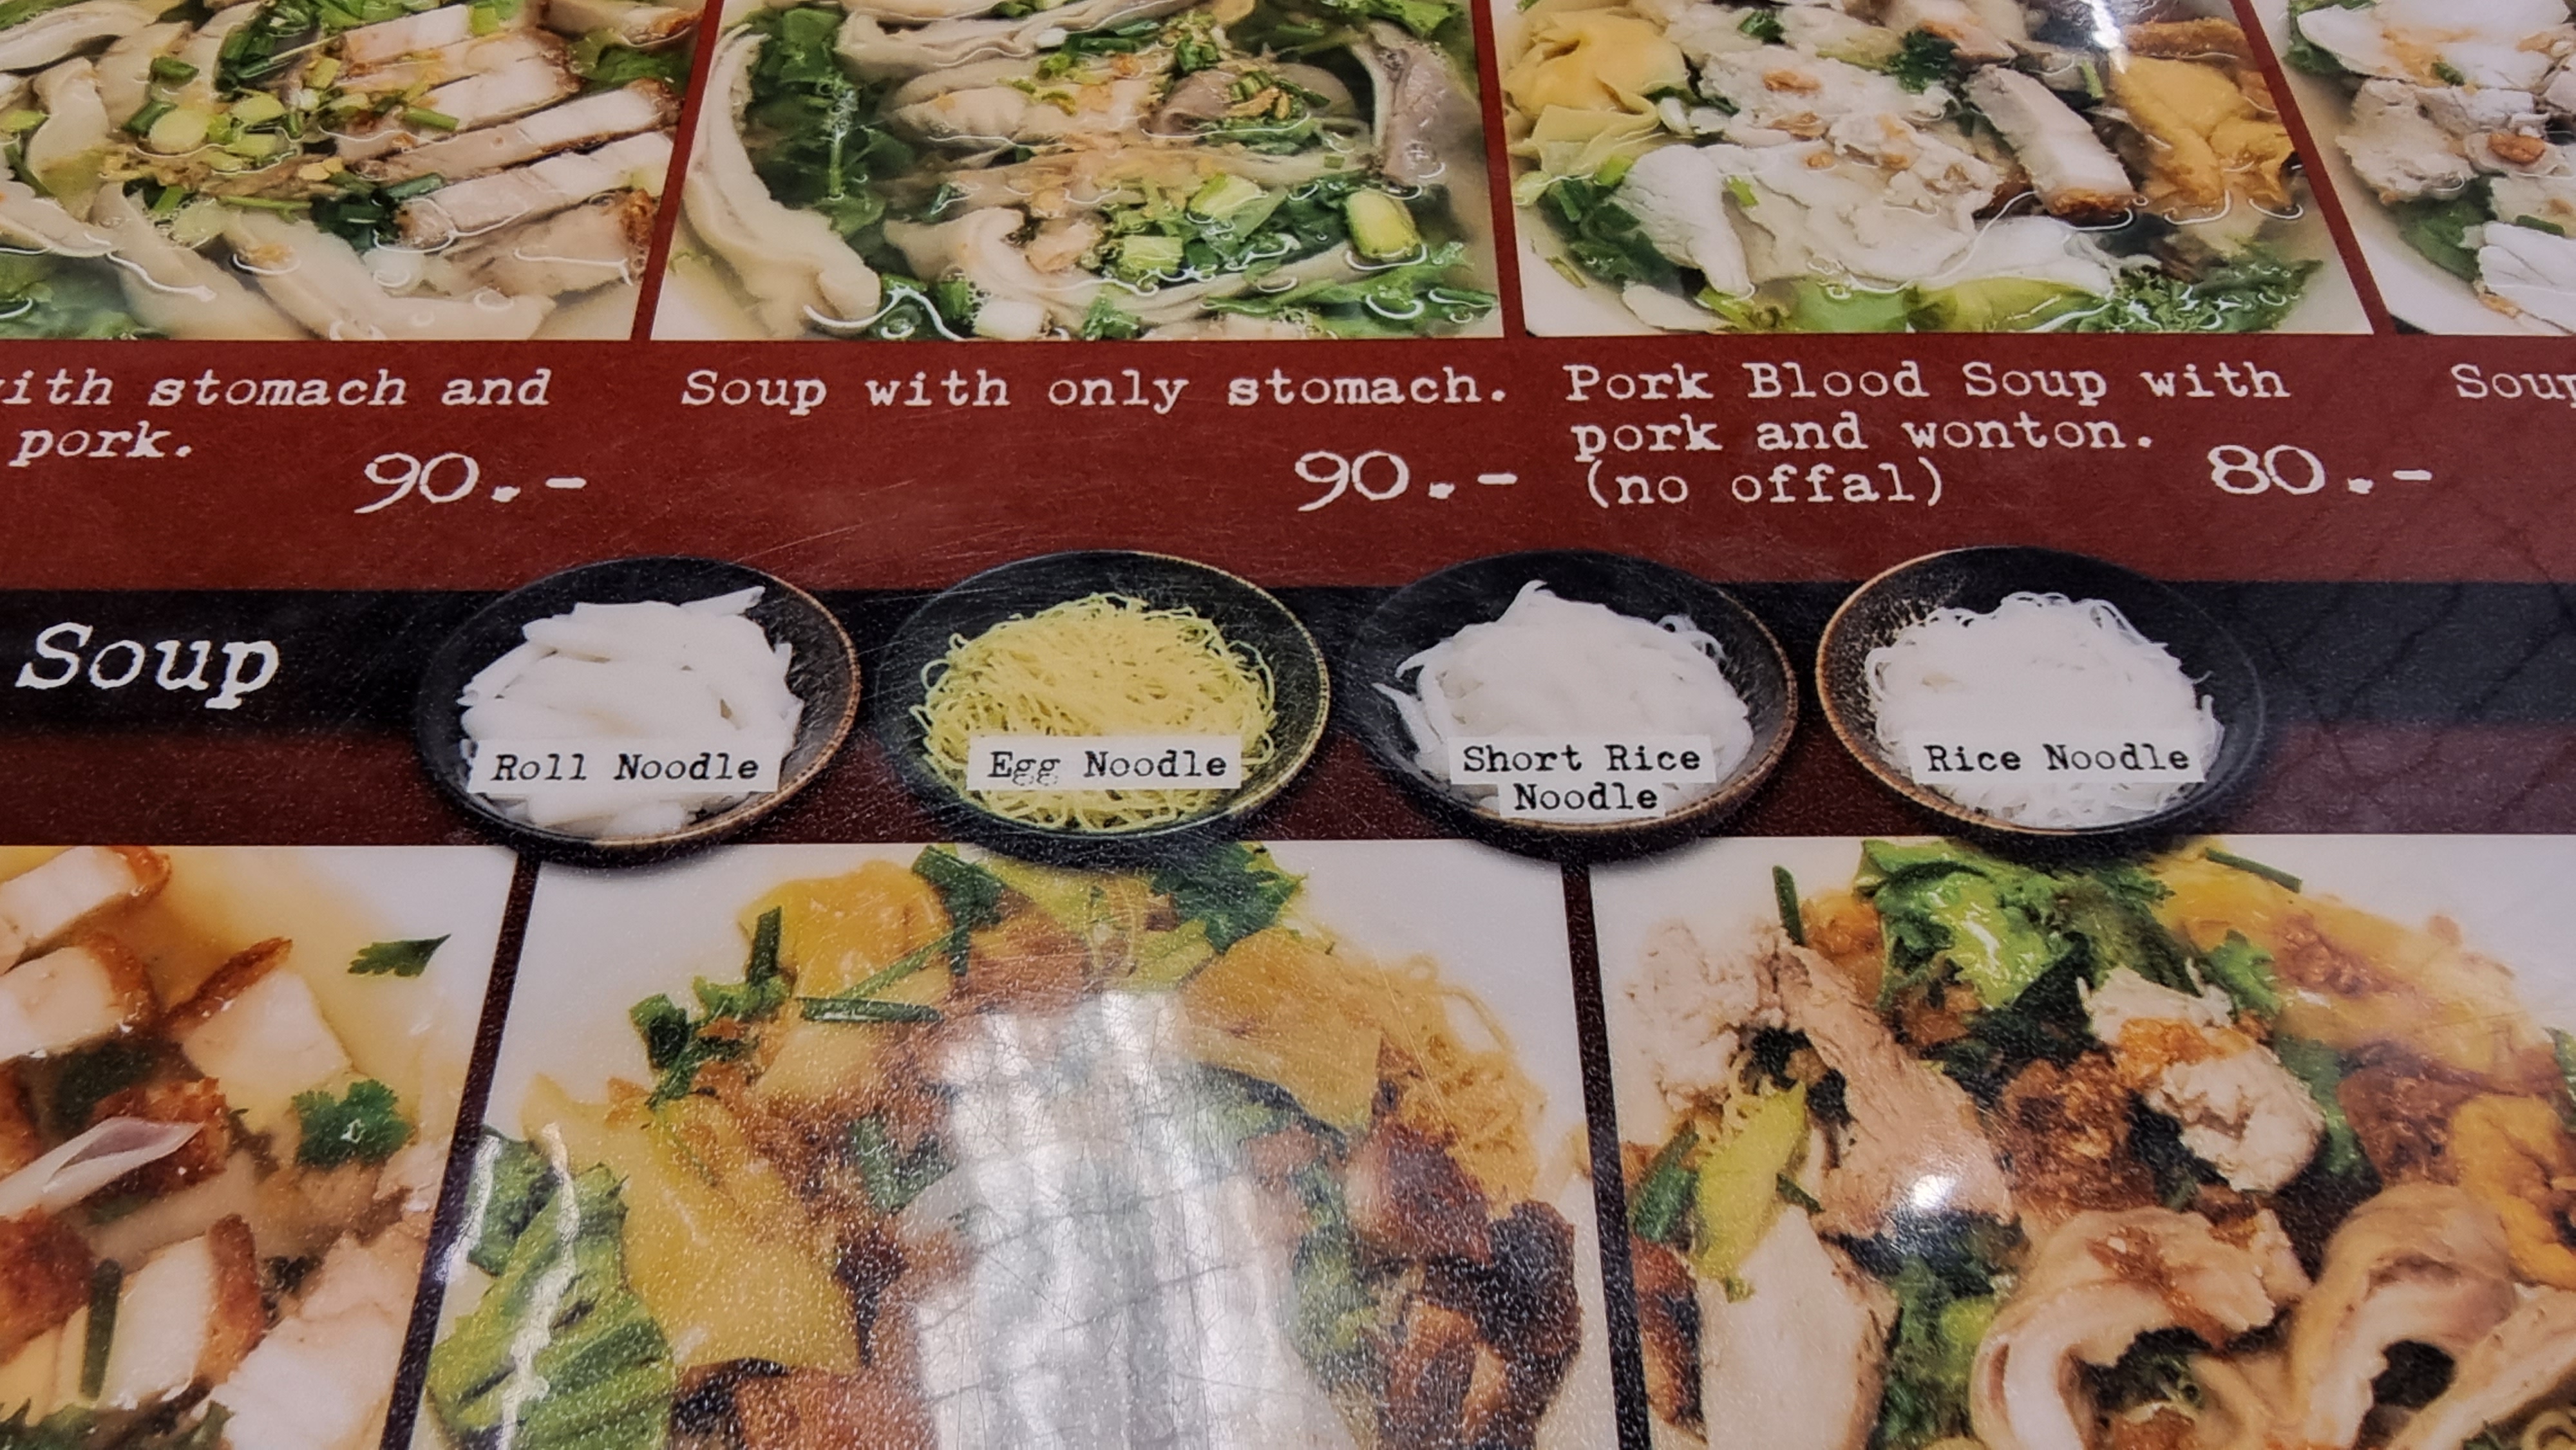 with stomach and
pork.
90.-
Soup with only stomach.
90.-
Pork Blood Soup with
pork and wonton.
(no offal)
80.-
Soup
Soup
Roll Noodle
Egg Noodle
Short Rice
Noodle
Rice Noodle